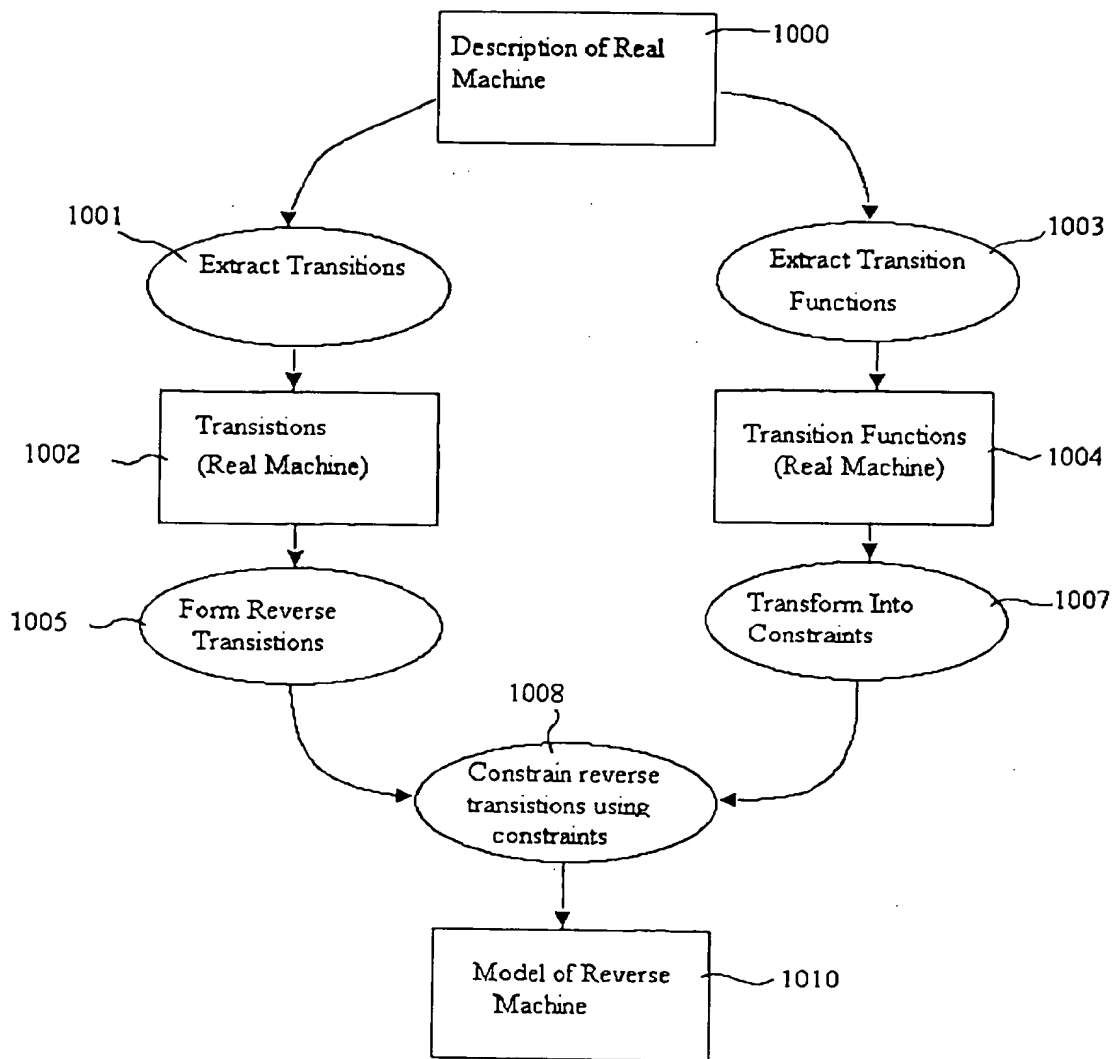 1000
Description of Real
Machine
1001
Extract Transitions
1003
Extract Transition
Functions
1002
Transistions
(Real Machine)
Transition Functions
(Real Machine)
1004
1005
Form Reverse
Transistions
Transform Into
Constraints
1007
1008
Constrain reverse
transistions using
constraints
Model of Reverse
Machine
1010